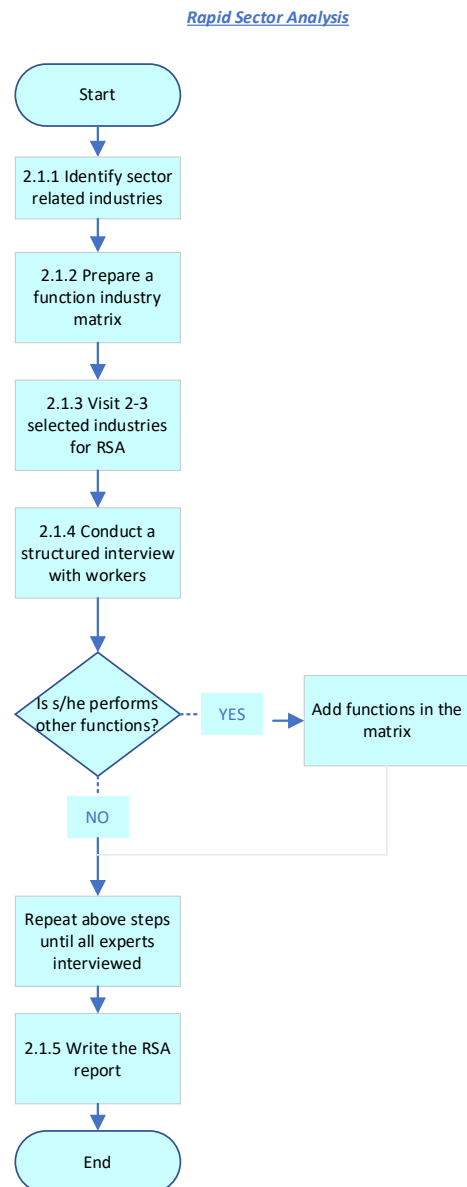 Rapid Sector Analysis
Start
2.1.1 Identify sector
related industries
2.1.2 Prepare a
function industry
matrix
2.1.3 Visit 2-3
selected industries
for RSA
2.1.4 Conduct a
structured interview
with workers
Is s/he performs
other functions?
YES
Add functions in the
matrix
NO
Repeat above steps
until all experts
interviewed
2.1.5 Write the RSA
report
End